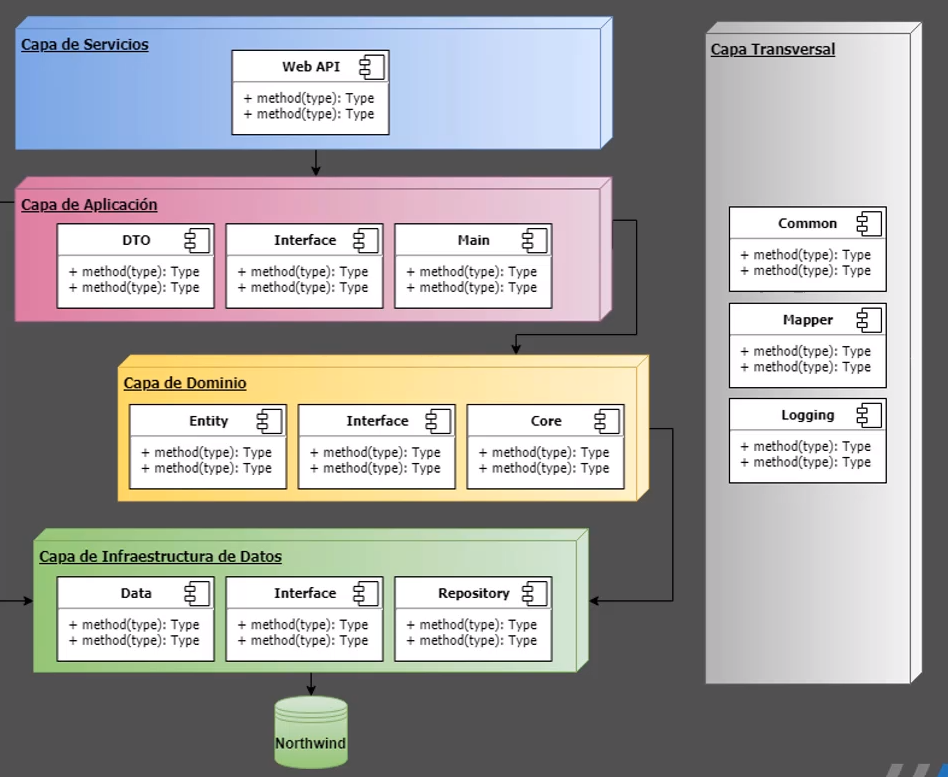 Capa de Servicios
Web API
+ method(type): Type
+ method(type): Type
Capa de Aplicación
DTO
+ method(type): Type
+ method(type): Type
Interface
+ method(type): Type
+ method(type): Type
Main
+ method(type): Type
+ method(type): Type
Capa de Dominio
Entity
+ method(type): Type
+ method(type): Type
Interface
+ method(type): Type
+ method(type): Type
Core
+ method(type): Type
+ method(type): Type
Capa de Infraestructura de Datos
Data
+ method(type): Type
+ method(type): Type
Interface
+ method(type): Type
+ method(type): Type
Repository
+ method(type): Type
+ method(type): Type
Northwind
Capa Transversal
Common
+ method(type): Type
+ method(type): Type
Mapper
+ method(type): Type
+ method(type): Type
Logging
+ method(type): Type
+ method(type): Type